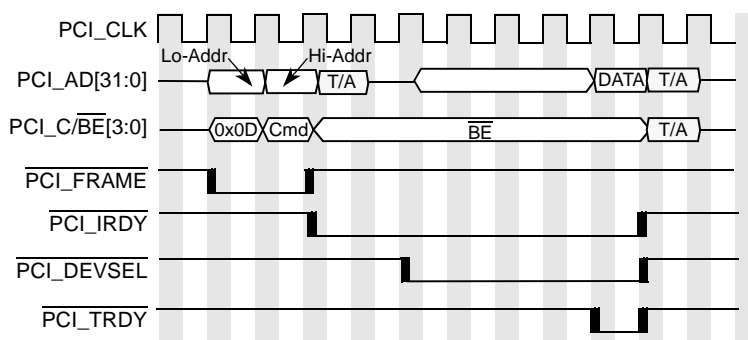 PCI_CLK
Lo-Addr Hi-Addr
PCI_AD[31:0] T/A DATA T/A
PCI_C/BE[3:0] 0x0D Cmd BE T/A
PCI_FRAME
PCI_IRDY
PCI_DEVSEL
PCI_TRDY